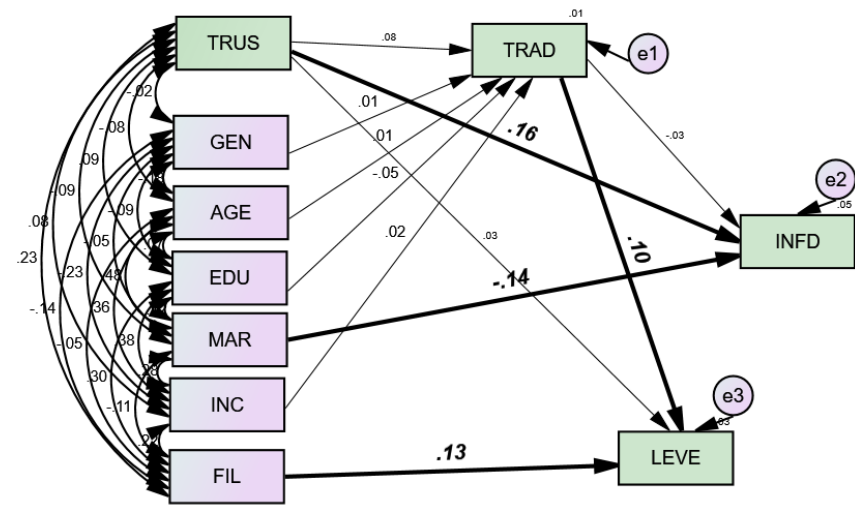 .01
TRUS
.08
TRAD
e1
-.02
.01
-.08
GEN
.01
.16
-.03
.09
-.05
e2
.09
-.09
AGE
.05
.08
.02
.03
INFD
-.05
.23
EDU
.10
-.23
.48
-.14
-.14
.36
MAR
-.05
.38
.30
e3
-.11
INC
.03
.22
.13
LEVE
FIL